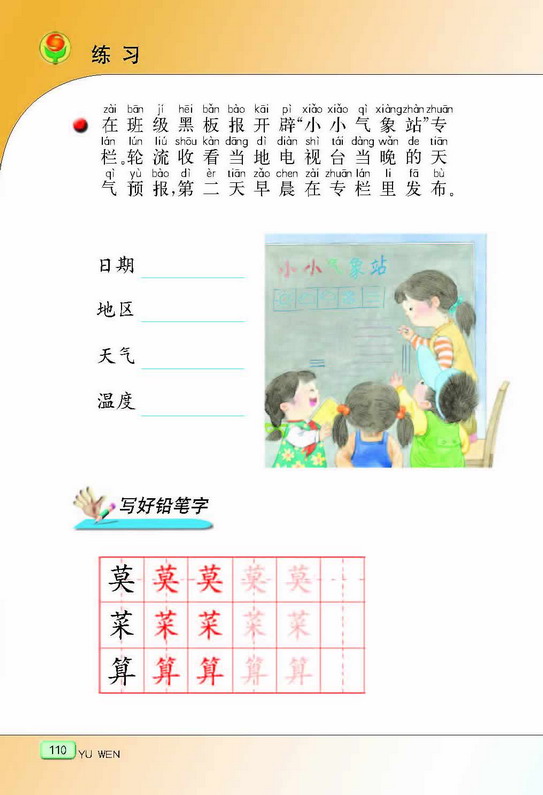 练习
zài bān jí hēi bǎn bào kāi pì xiǎo xiǎo qì xiàng zhàn zhuān
在班级黑板报开辟“小小气象站”专
lán lún liú shōu kàn dāng dì diàn shì tái dàng wǎn de tiān
栏。轮流收看当地电视台当晚的天
qì yù bào dì èr tiān zǎo chen zài zhuān lán li fā bù
气预报,第二天早晨在专栏里发布。
日期
地区
天气
温度
小小气象站
写好铅笔字
莫莫莫莫莫
菜菜菜菜菜
算算算算算
110
YU WEN